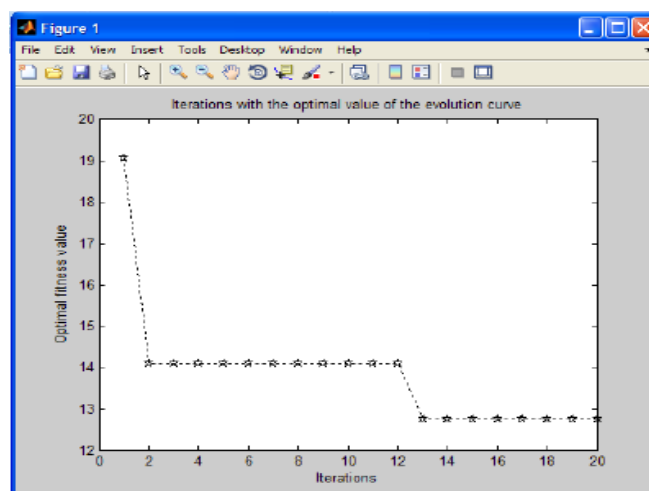 Figure 1
File Edit View Insert Tools Desktop Window Help
Iterations with the optimal value of the evolution curve
20
19
18
17
16
15
14
13
12
Optimal fitness value
0 2 4 6 8 10 12 14 16 18 20
Iterations